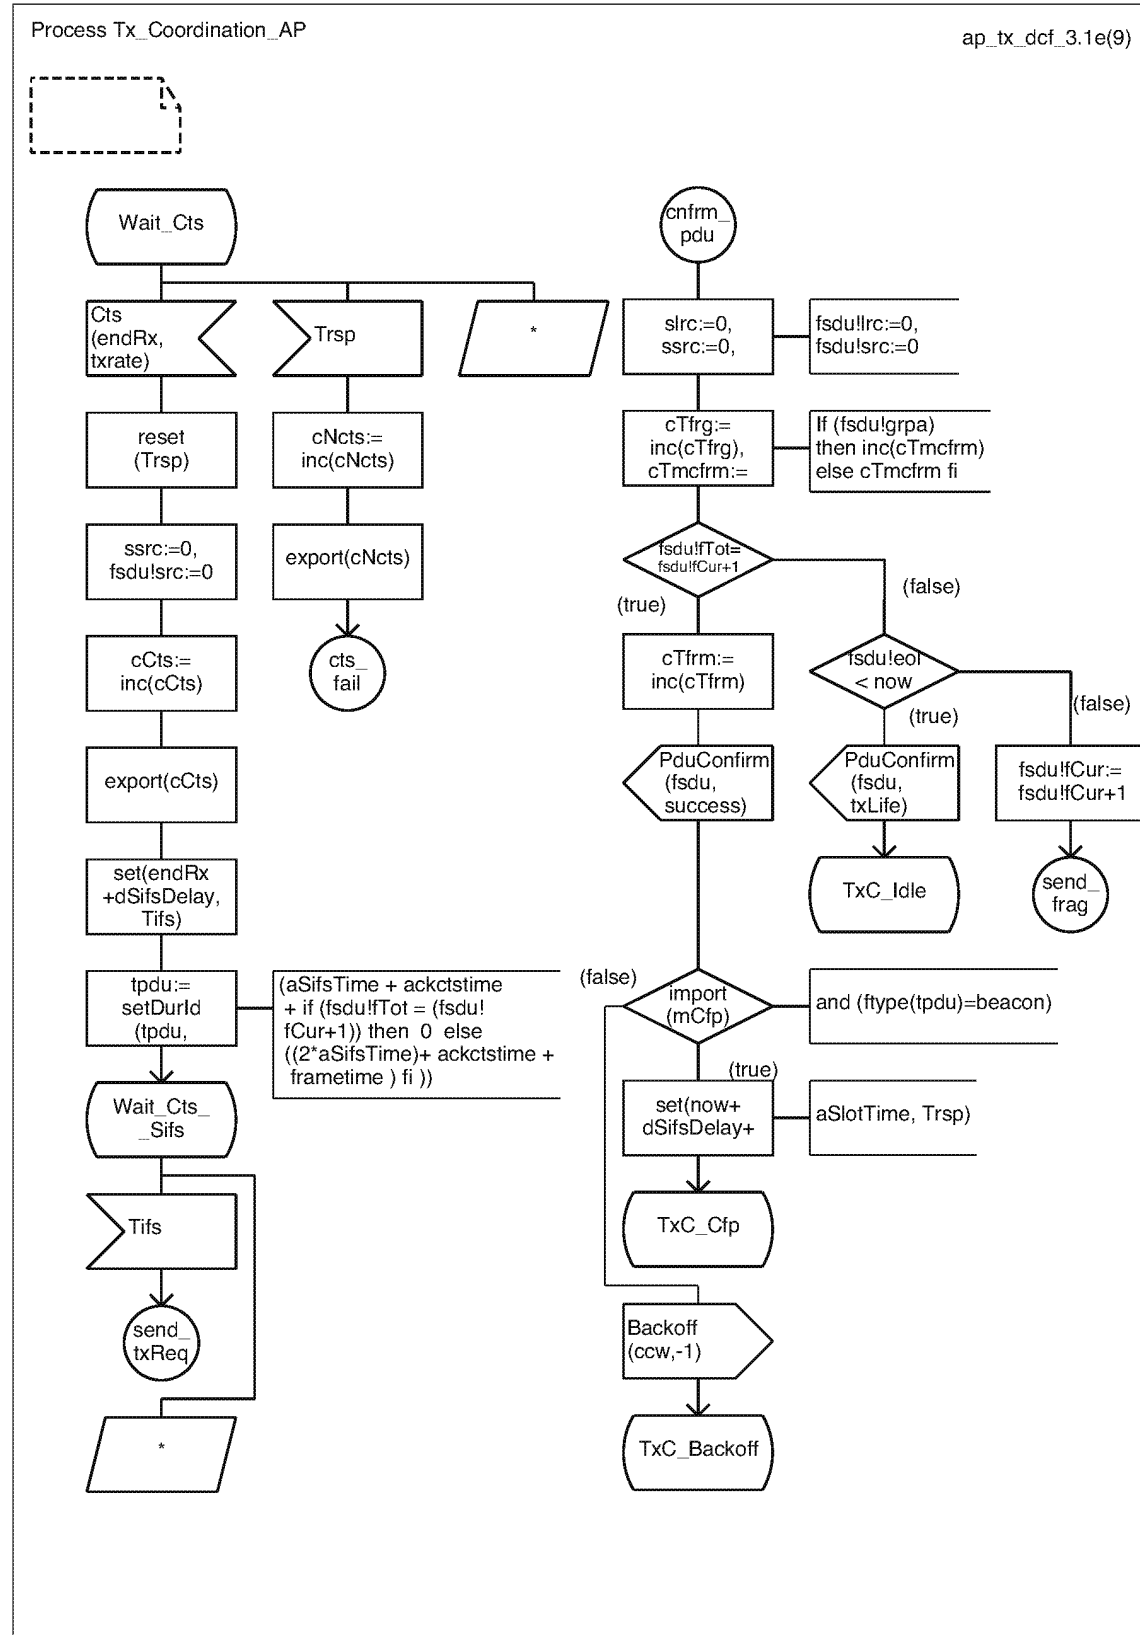 Process Tx_Coordination_AP
ap_tx_dcf_3.1e(9)
Wait_Cts
Cts
(endRx,
txrate)
Trsp
*
reset
(Trsp)
cNcts:=
inc(cNcts)
ssrc:=0,
fsdu!src:=0
export(cNcts)
cCts:=
inc(cCts)
cts_
fail
export(cCts)
set(endRx
+dSifsDelay,
Tifs)
tpdu:=
setDurId
(tpdu,
(aSifsTime + ackctstime
+ if (fsdu!fTot = (fsdu!
fCur+1)) then 0 else
((2*aSifsTime)+ ackctstime +
frametime ) fi ))
Wait_Cts_
_Sifs
Tifs
send_
txReq
*
cnfrm_
pdu
slrc:=0,
ssrc:=0,
fsdu!lrc:=0,
fsdu!src:=0
cTfrg:=
inc(cTfrg),
cTmcfrm:=
If (fsdu!grpa)
then inc(cTmcfrm)
else cTmcfrm fi
fsdu!fTot=
fsdu!fCur+1
(false)
(true)
cTfrm:=
inc(cTfrm)
fsdu!eol
< now
(true)
(false)
PduConfirm
(fsdu,
success)
PduConfirm
(fsdu,
txLife)
fsdu!fCur:=
fsdu!fCur+1
TxC_Idle
send_
frag
(false)
import
(mCfp)
and (ftype(tpdu)=beacon)
(true)
set(now+
dSifsDelay+
aSlotTime, Trsp)
TxC_Cfp
Backoff
(ccw,-1)
TxC_Backoff